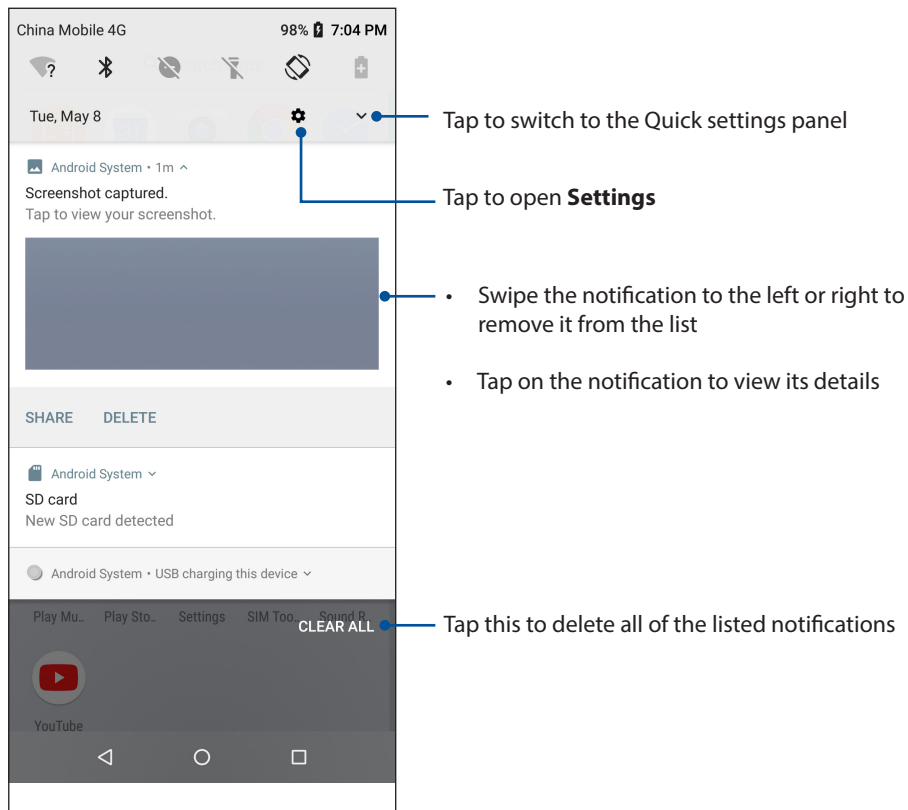 China Mobile 4G 98% 7:04 PM
Tue, May 8
Tap to switch to the Quick settings panel
Android System • 1m
Screenshot captured.
Tap to view your screenshot.
Tap to open Settings
• Swipe the notification to the left or right to
remove it from the list
• Tap on the notification to view its details
SHARE DELETE
Android System
SD card
New SD card detected
Android System • USB charging this device
Play Mu.. Play Sto.. Settings SIM Too.. Sound R..
CLEAR ALL
Tap this to delete all of the listed notifications
YouTube